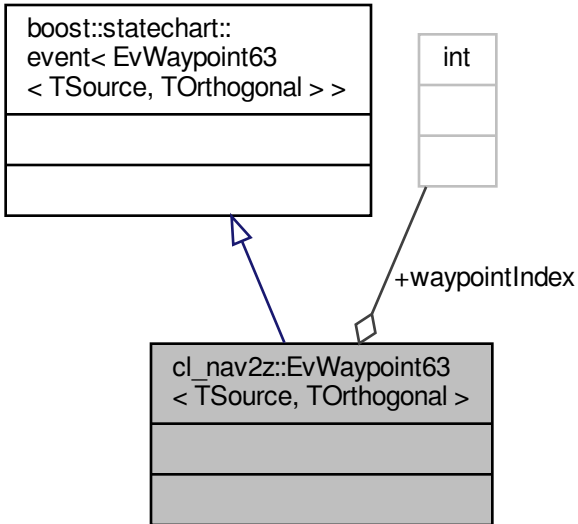 boost::statechart::
event< EvWaypoint63
< TSource, TOrthogonal > >
int
+waypointIndex
cl_nav2z::EvWaypoint63
< TSource, TOrthogonal >